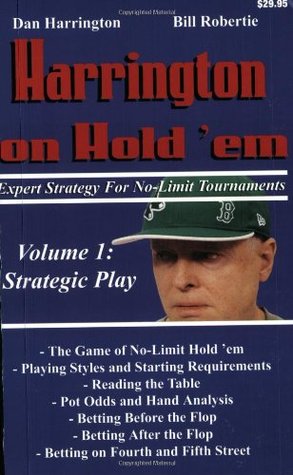 Dan Harrington Bill Robertie $29.95
Harrington
on Hold 'em
Expert Strategy For No-Limit Tournaments
Volume 1:
Strategic Play
B
- The Game of No-Limit Hold 'em
- Playing Styles and Starting Requirements
- Reading the Table
- Pot Odds and Hand Analysis
- Betting Before the Flop
- Betting After the Flop
- Betting on Fourth and Fifth Street